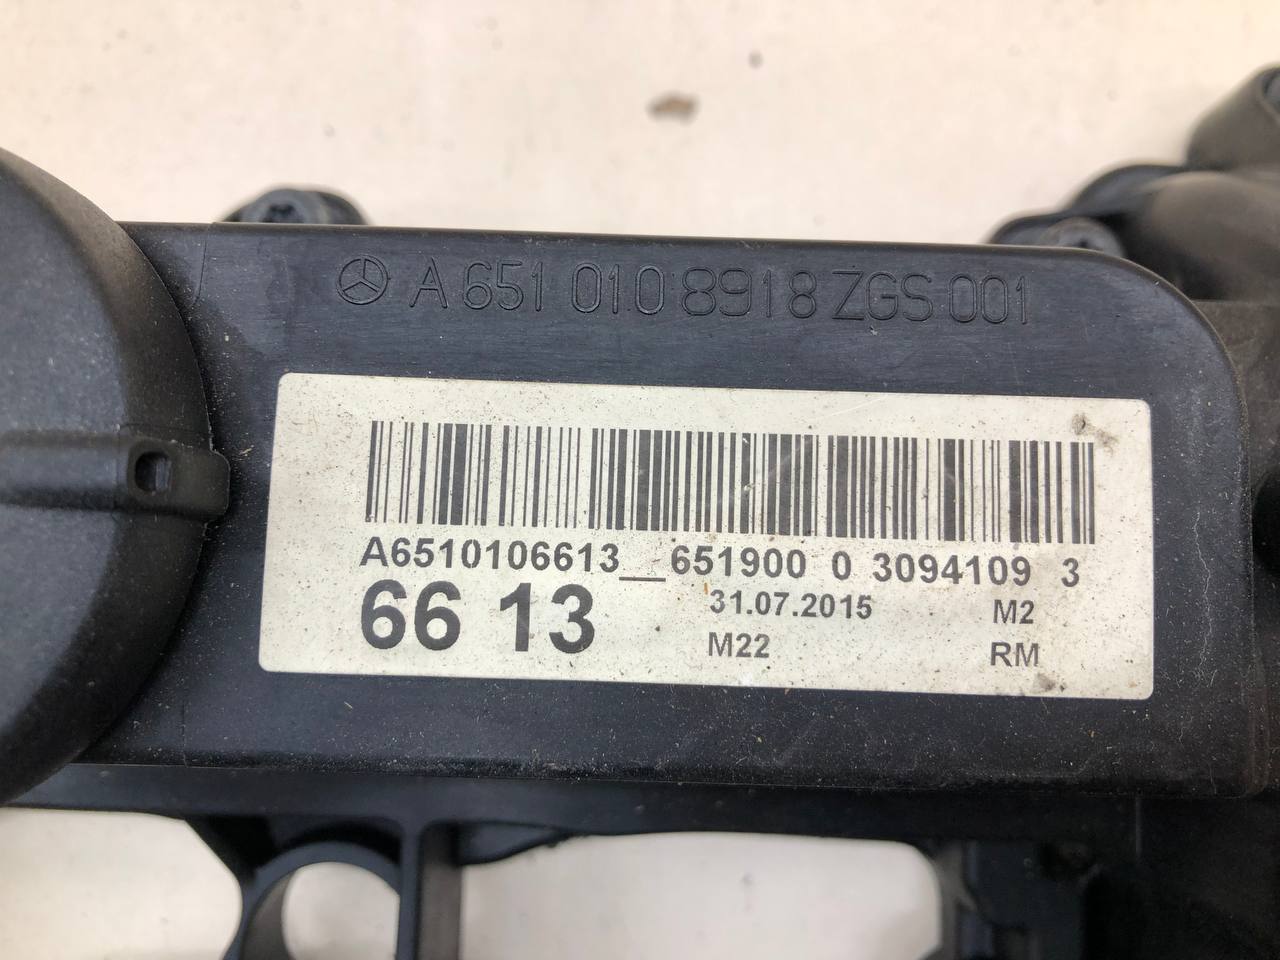 A 651 010 8918 ZGS 001
A6510106613__651900 0 3094109 3
66 13
31.07.2015 M2
M22 RM